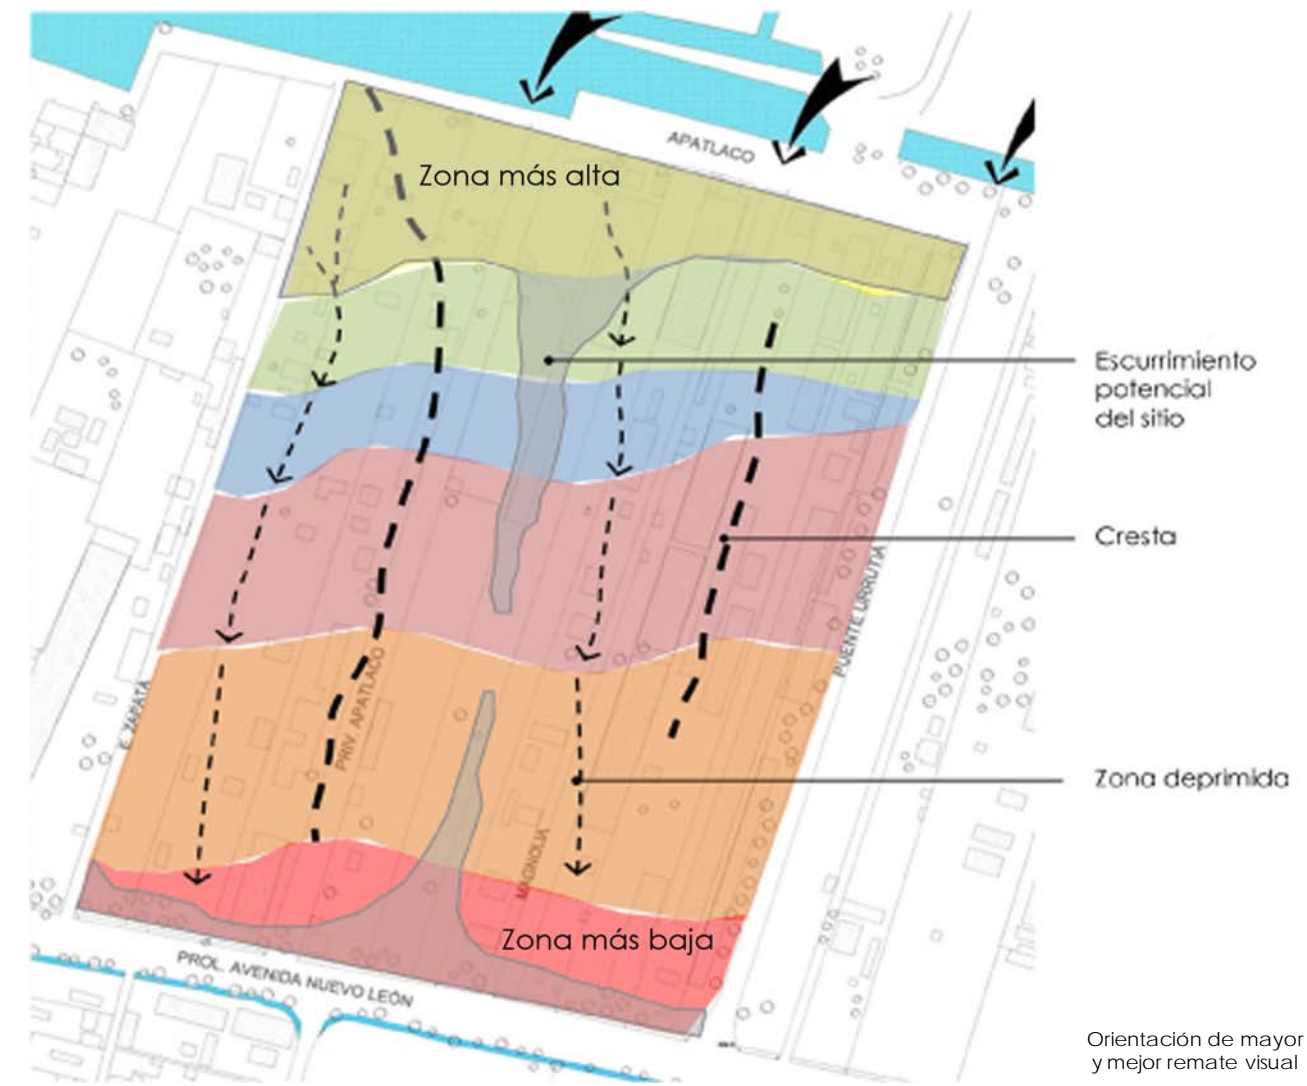 APATLACO
Zona más alta
Escurrimiento
potencial
del sitio
Cresta
PUENTE URRUTIA
E. ZAPATA
PRIV. APATLACO
Zona deprimida
MAGNOLIA
Zona más baja
PROL. AVENIDA NUEVO LEÓN
Orientación de mayor
y mejor remate visual